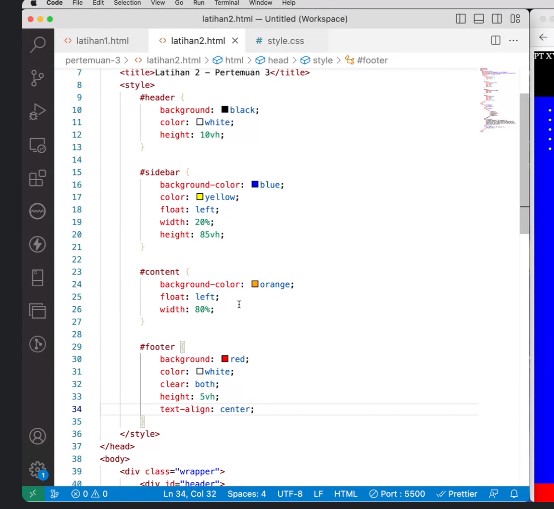 Code File Edit Selection View Go Run Terminal Window Help
latihan2.html — Untitled (Workspace)
latihan1.html latihan2.html style.css
pertemuan-3 > latihan2.html > html > head > style > #footer
7 <title>Latihan 2 - Pertemuan 3</title>
8 <style>
9 #header {
10 background: black;
11 color: white;
12 height: 10vh;
13 }
14
15 #sidebar {
16 background-color: blue;
17 color: yellow;
18 float: left;
19 width: 20%;
20 height: 85vh;
21 }
22
23 #content {
24 background-color: orange;
25 float: left;
26 width: 80%;
27 }
28
29 #footer {
30 background: red;
31 color: white;
32 clear: both;
33 height: 5vh;
34 text-align: center;
35 }
36 </style>
37 </head>
38 <body>
39 <div class="wrapper">
40 <div id="header">
PT XY
1
0 0 Ln 34, Col 32 Spaces: 4 UTF-8 LF HTML Port : 5500 Prettier